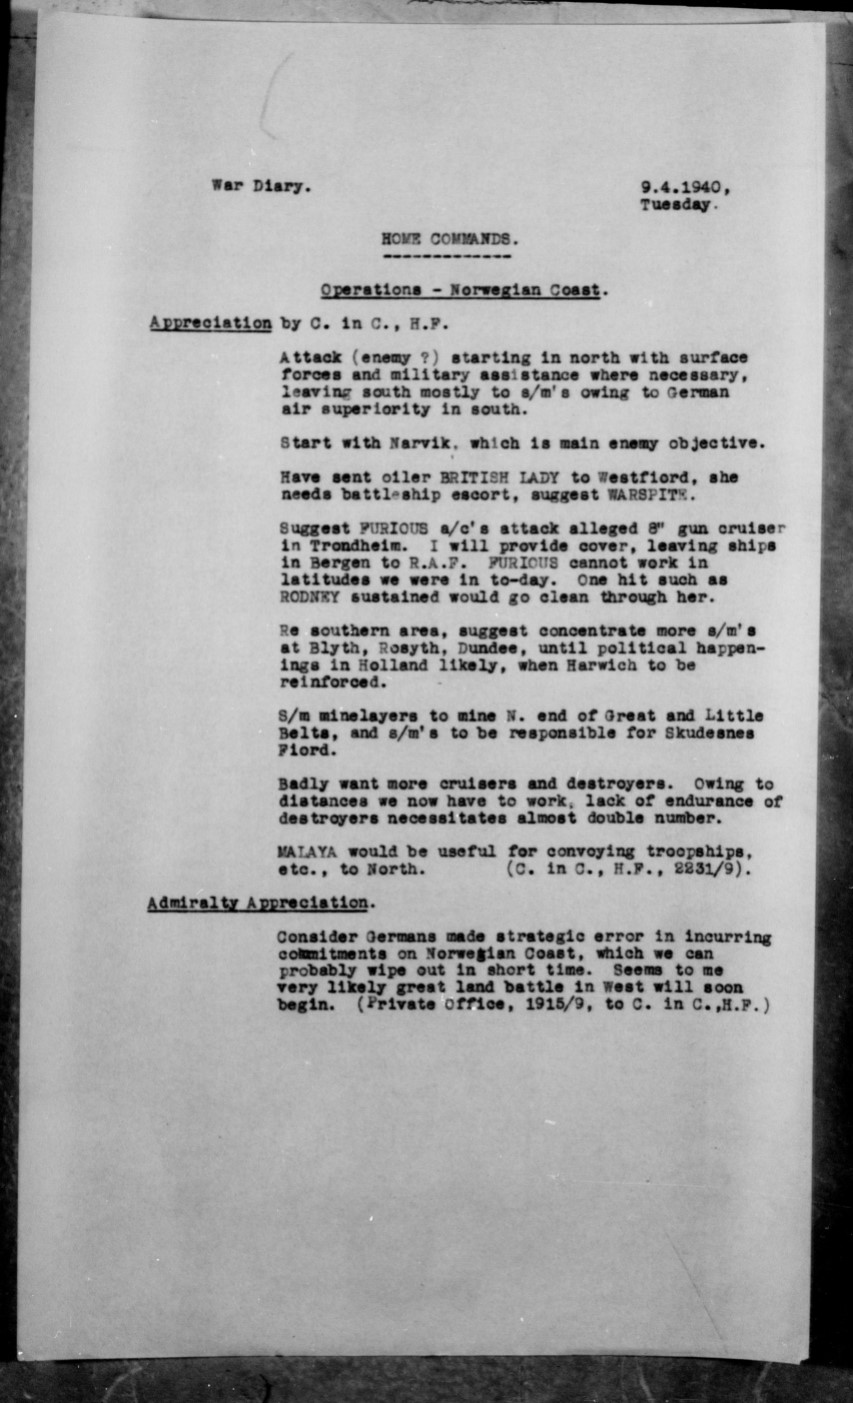 War Diary. 9.4.1940,
Tuesday.
HOME COMMANDS.
Operations - Norwegian Coast.
Appreciation by C. in C., H.F.
Attack (enemy ?) starting in north with surface
forces and military assistance where necessary,
leaving south mostly to s/m's owing to German
air superiority in south.
Start with Narvik, which is main enemy objective.
Have sent oiler BRITISH LADY to Westfiord, she
needs battleship escort, suggest WARSPITE.
Suggest FURIOUS a/c's attack alleged 8" gun cruiser
in Trondheim. I will provide cover, leaving ships
in Bergen to R.A.F. FURIOUS cannot work in
latitudes we were in to-day. One hit such as
RODNEY sustained would go clean through her.
Re southern area, suggest concentrate more s/m's
at Blyth, Rosyth, Dundee, until political happen-
ings in Holland likely, when Harwich to be
reinforced.
S/m minelayers to mine N. end of Great and Little
Belts, and s/m's to be responsible for Skudesnes
Fiord.
Badly want more cruisers and destroyers. Owing to
distances we now have to work, lack of endurance of
destroyers necessitates almost double number.
MALAYA would be useful for convoying troopships,
etc., to North. (C. in C., H.F., 2231/9).
Admiralty Appreciation.
Consider Germans made strategic error in incurring
commitments on Norwegian Coast, which we can
probably wipe out in short time. Seems to me
very likely great land battle in West will soon
begin. (Private Office, 1915/9, to C. in C.,H.F.)